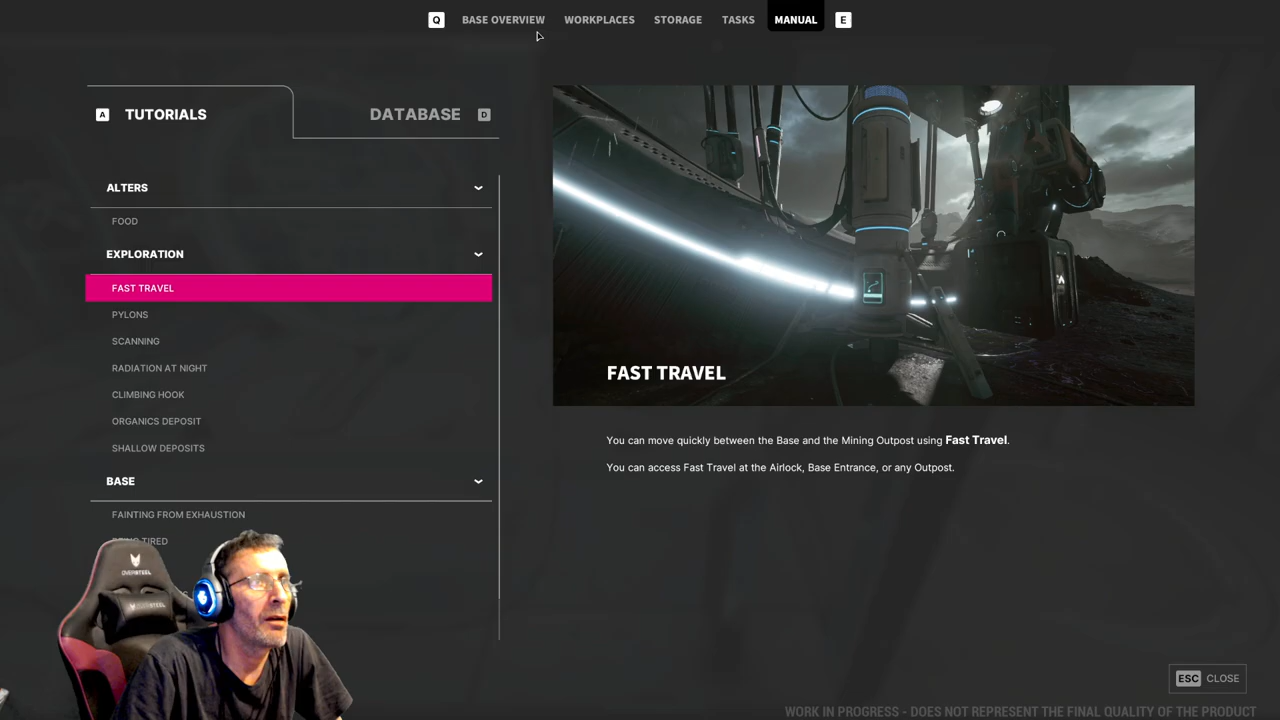 Q BASE OVERVIEW WORKPLACES STORAGE TASKS MANUAL E
A TUTORIALS
DATABASE D
ALTERS
FOOD
EXPLORATION
FAST TRAVEL
PYLONS
SCANNING
RADIATION AT NIGHT
CLIMBING HOOK
ORGANICS DEPOSIT
SHALLOW DEPOSITS
BASE
FAINTING FROM EXHAUSTION
TIRED
FAST TRAVEL
You can move quickly between the Base and the Mining Outpost using Fast Travel.
You can access Fast Travel at the Airlock, Base Entrance, or any Outpost.
OVERSTEEL
ESC CLOSE
WORK IN PROGRESS - DOES NOT REPRESENT THE FINAL QUALITY OF THE PRODUCT